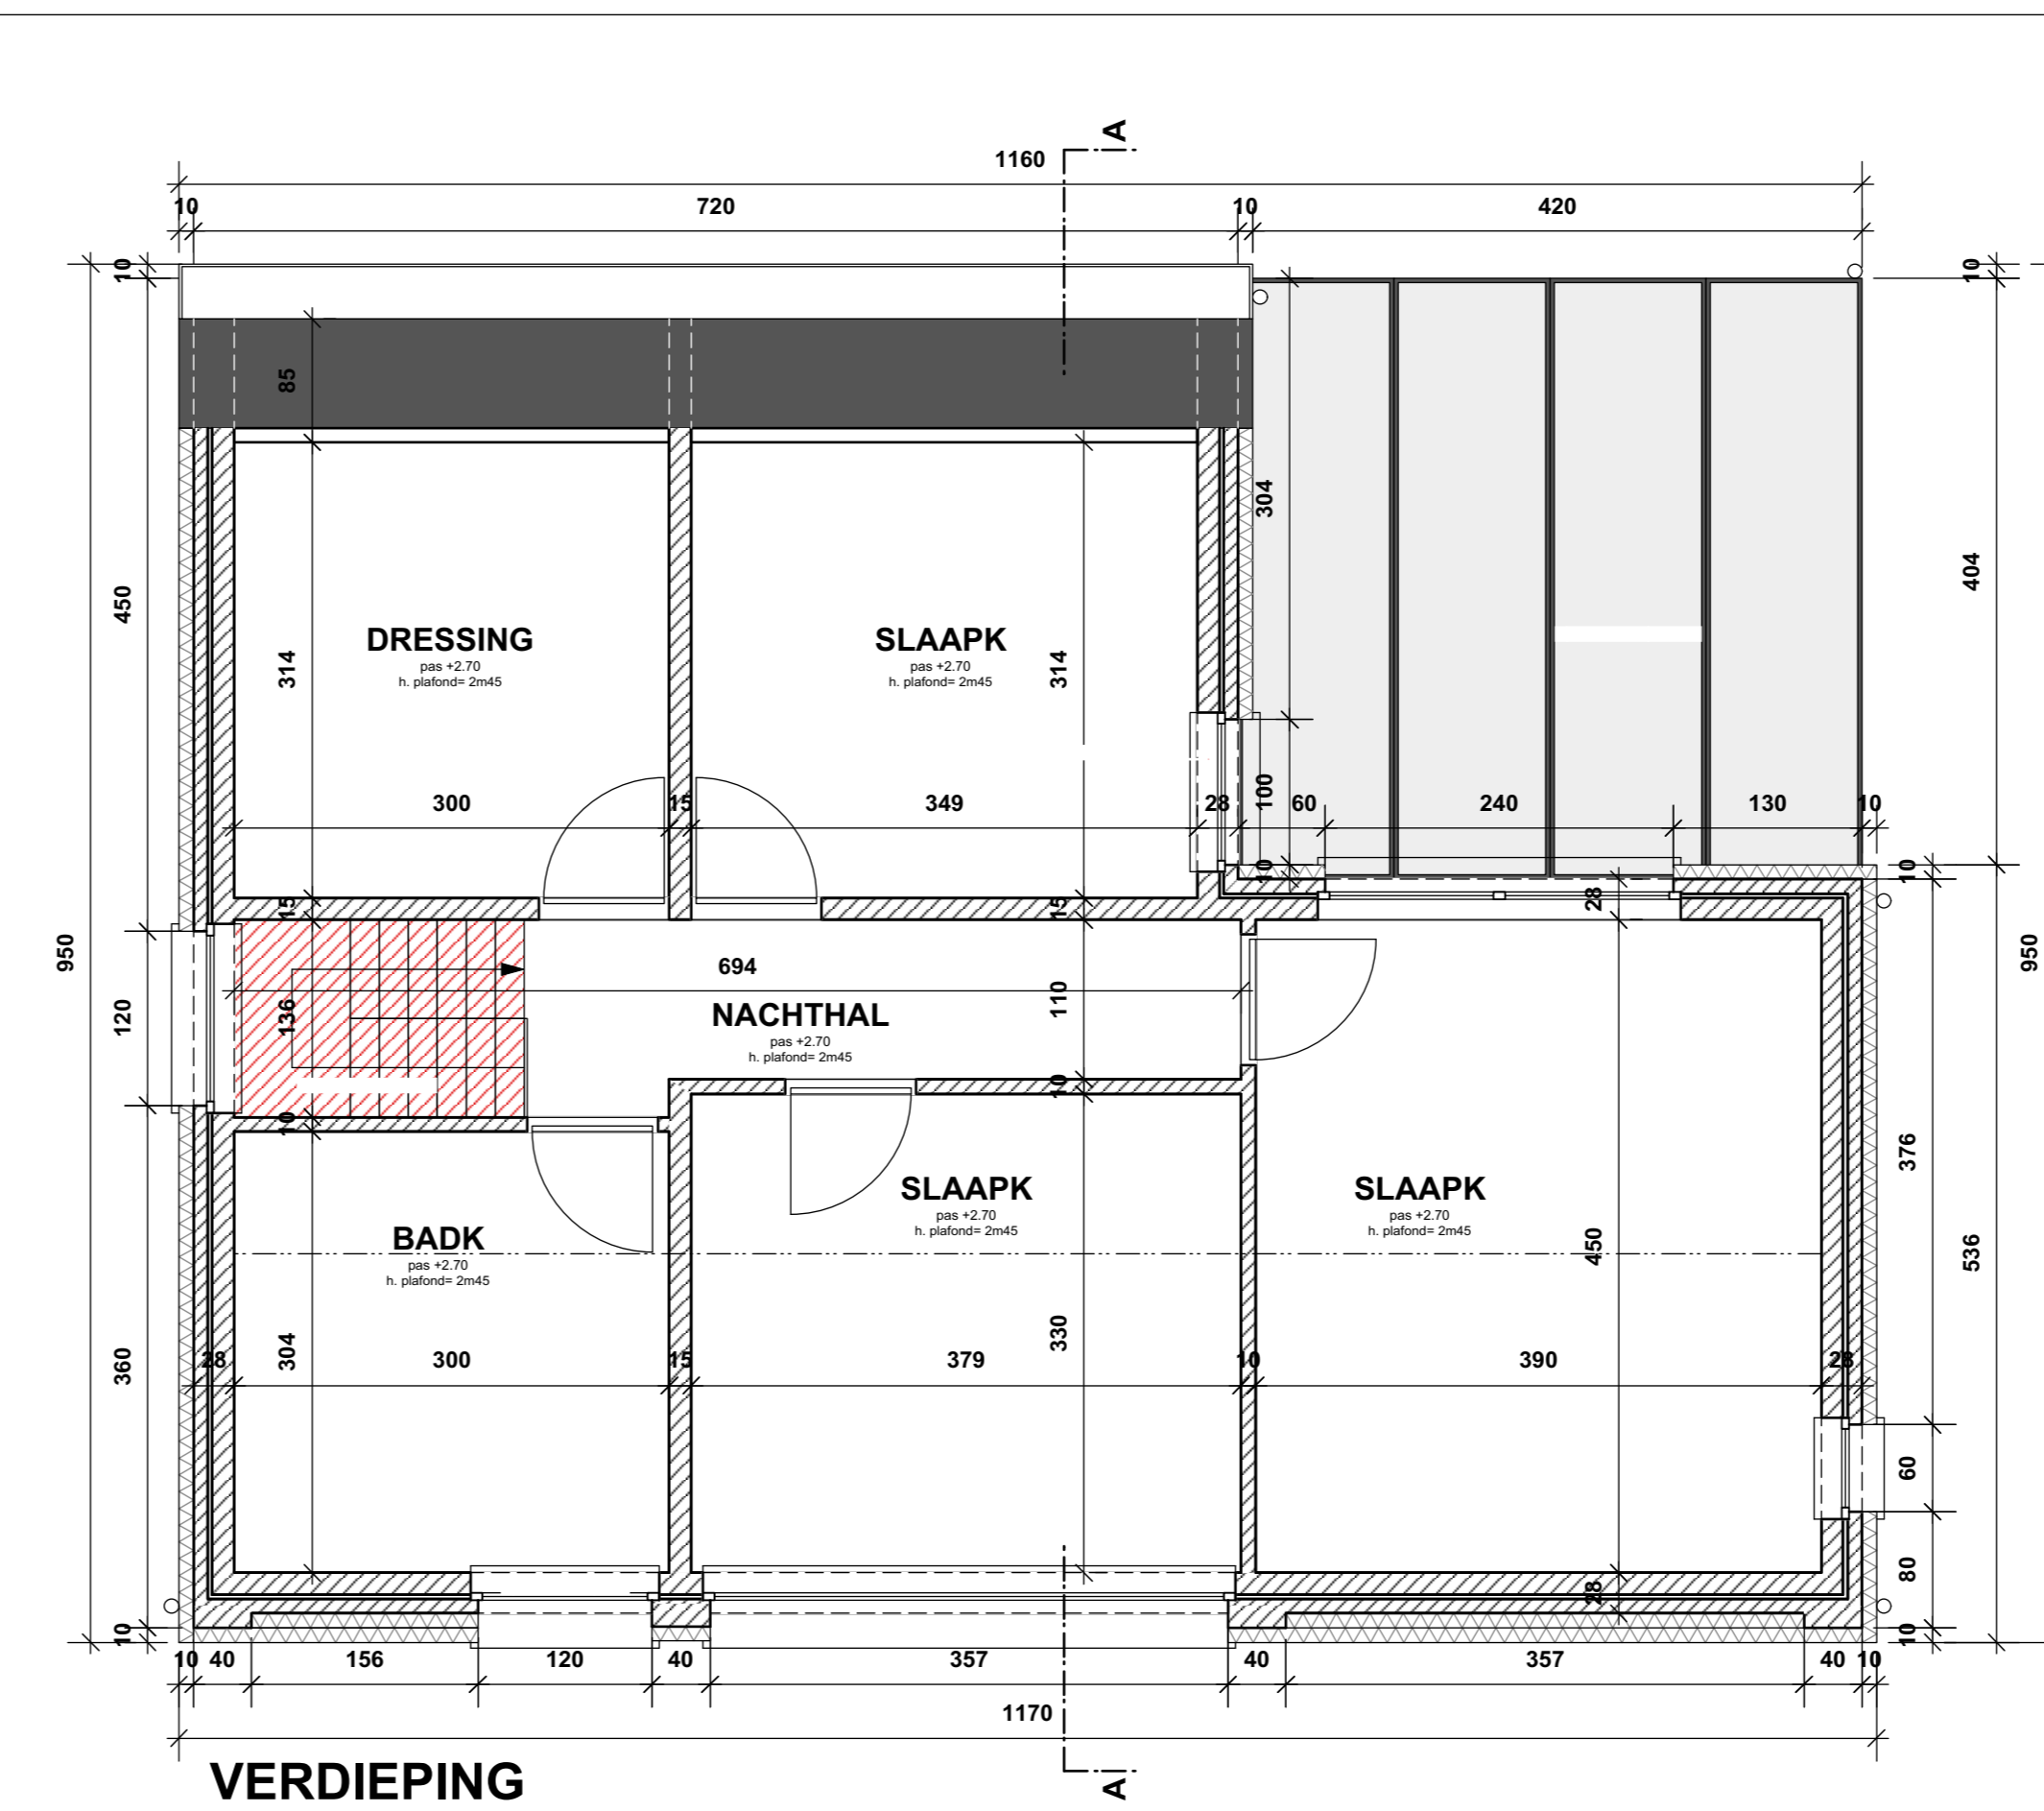 A
1160
10 720 10 420
10 10
85
304
450 404
DRESSING SLAAPK
pas +2.70 pas +2.70
h. plafond= 2m45 h. plafond= 2m45
314 314
100
300 15 349 28 60 240 130 10
10 10
28
15 15
950 950
694
136 110
120
NACHTHAL
pas +2.70
h. plafond= 2m45
10 10
376
SLAAPK SLAAPK
pas +2.70 pas +2.70
h. plafond= 2m45 h. plafond= 2m45
BADK
pas +2.70
h. plafond= 2m45
450 536
360 304 330
28 300 15 379 10 390 28
60
80
28
10 10
10 40 156 120 40 357 40 357 40 10
1170
VERDIEPING
A